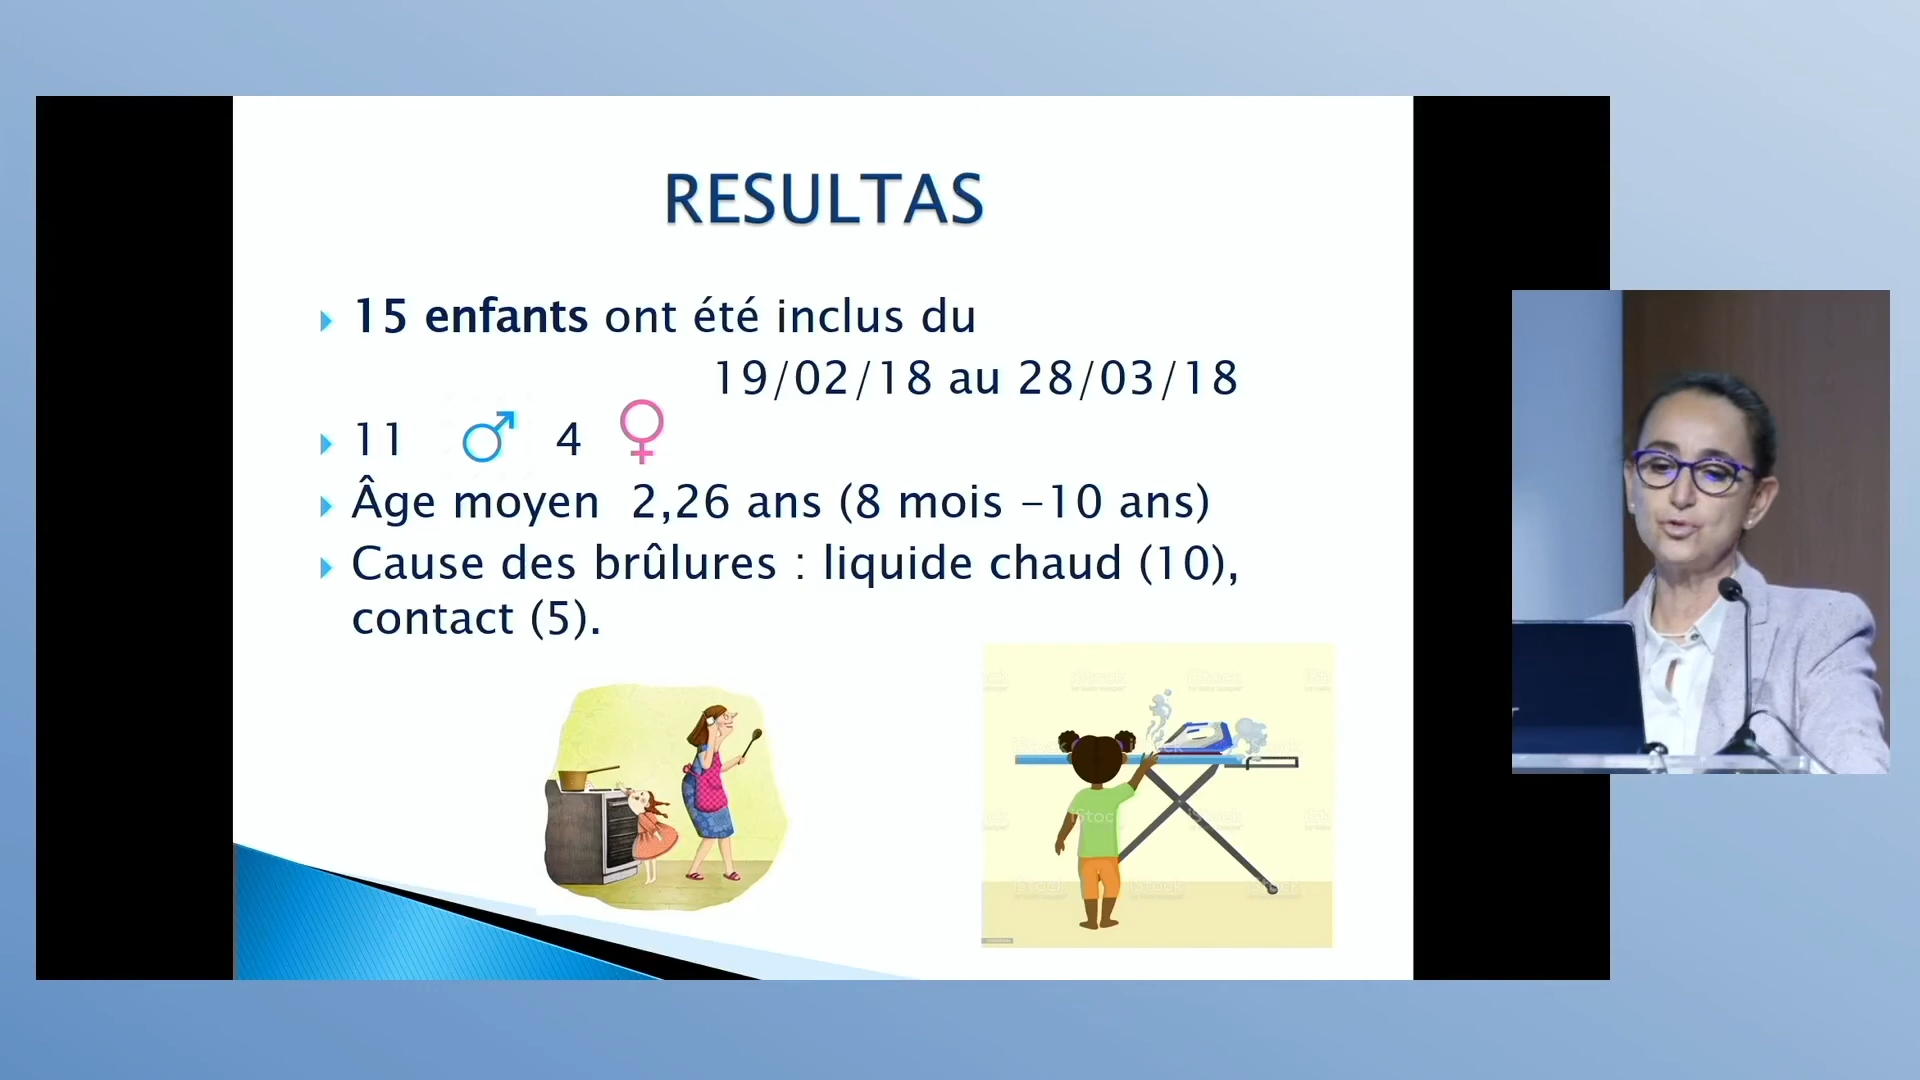 RESULTAS
15 enfants ont été inclus du
19/02/18 au 28/03/18
11 ♂ 4 ♀
Âge moyen 2,26 ans (8 mois –10 ans)
Cause des brûlures : liquide chaud (10),
contact (5).
iStock